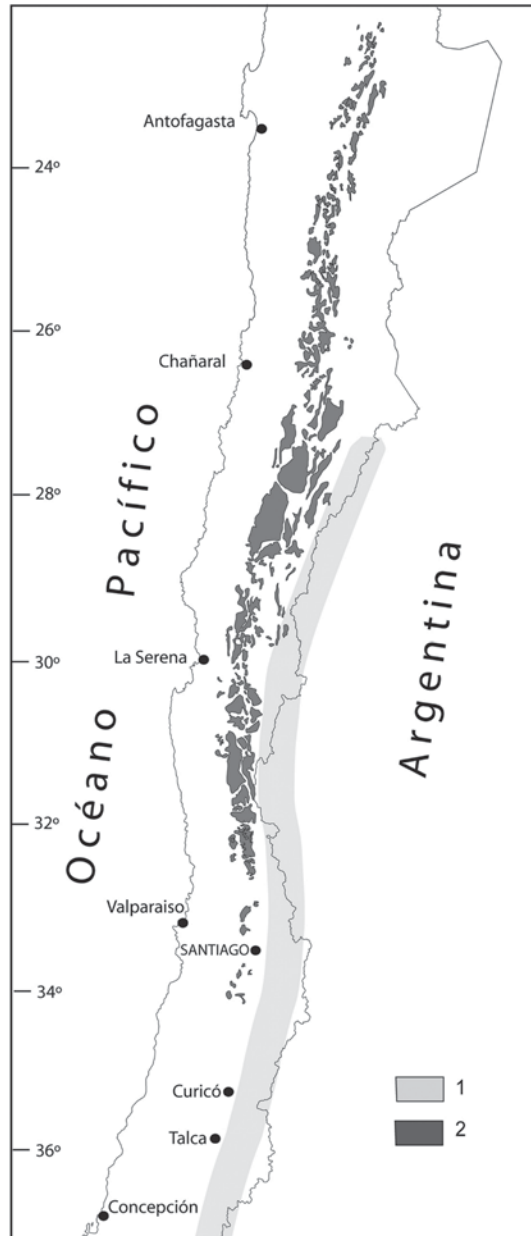 Antofagasta
24º
26º
Chañaral
28º
Océano Pacífico
Argentina
La Serena
30º
32º
Valparaiso
SANTIAGO
34º
Curicó
1
2
Talca
36º
Concepción